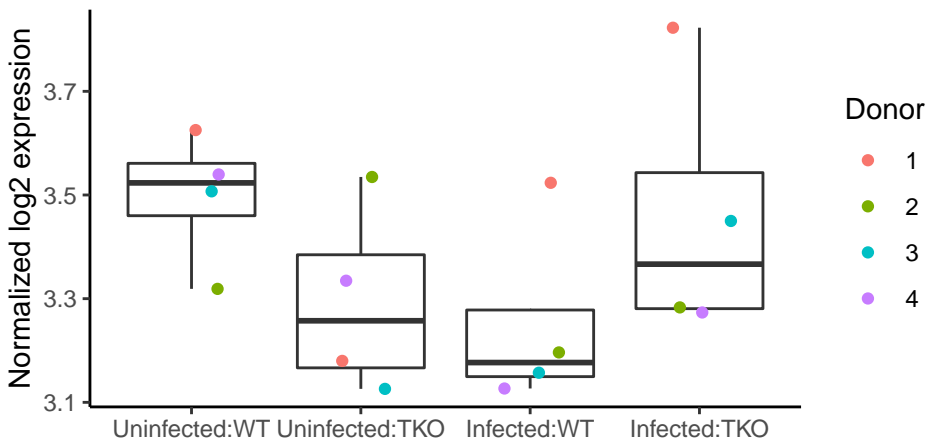 Normalized log2 expression
3.7
3.5
3.3
3.1
Uninfected:WT Uninfected:TKO Infected:WT Infected:TKO
Donor
1
2
3
4